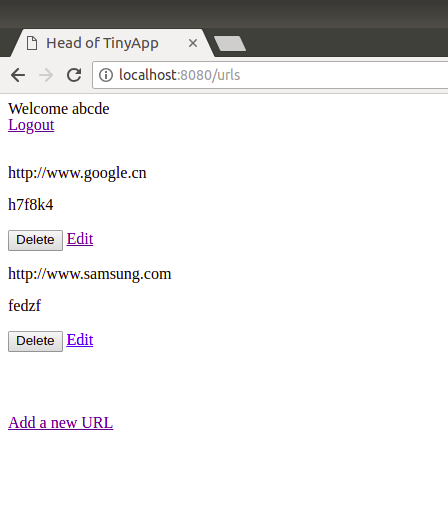 Head of TinyApp
localhost:8080/urls
Welcome abcde
Logout
http://www.google.cn
h7f8k4
Delete Edit
http://www.samsung.com
fedzf
Delete Edit
Add a new URL